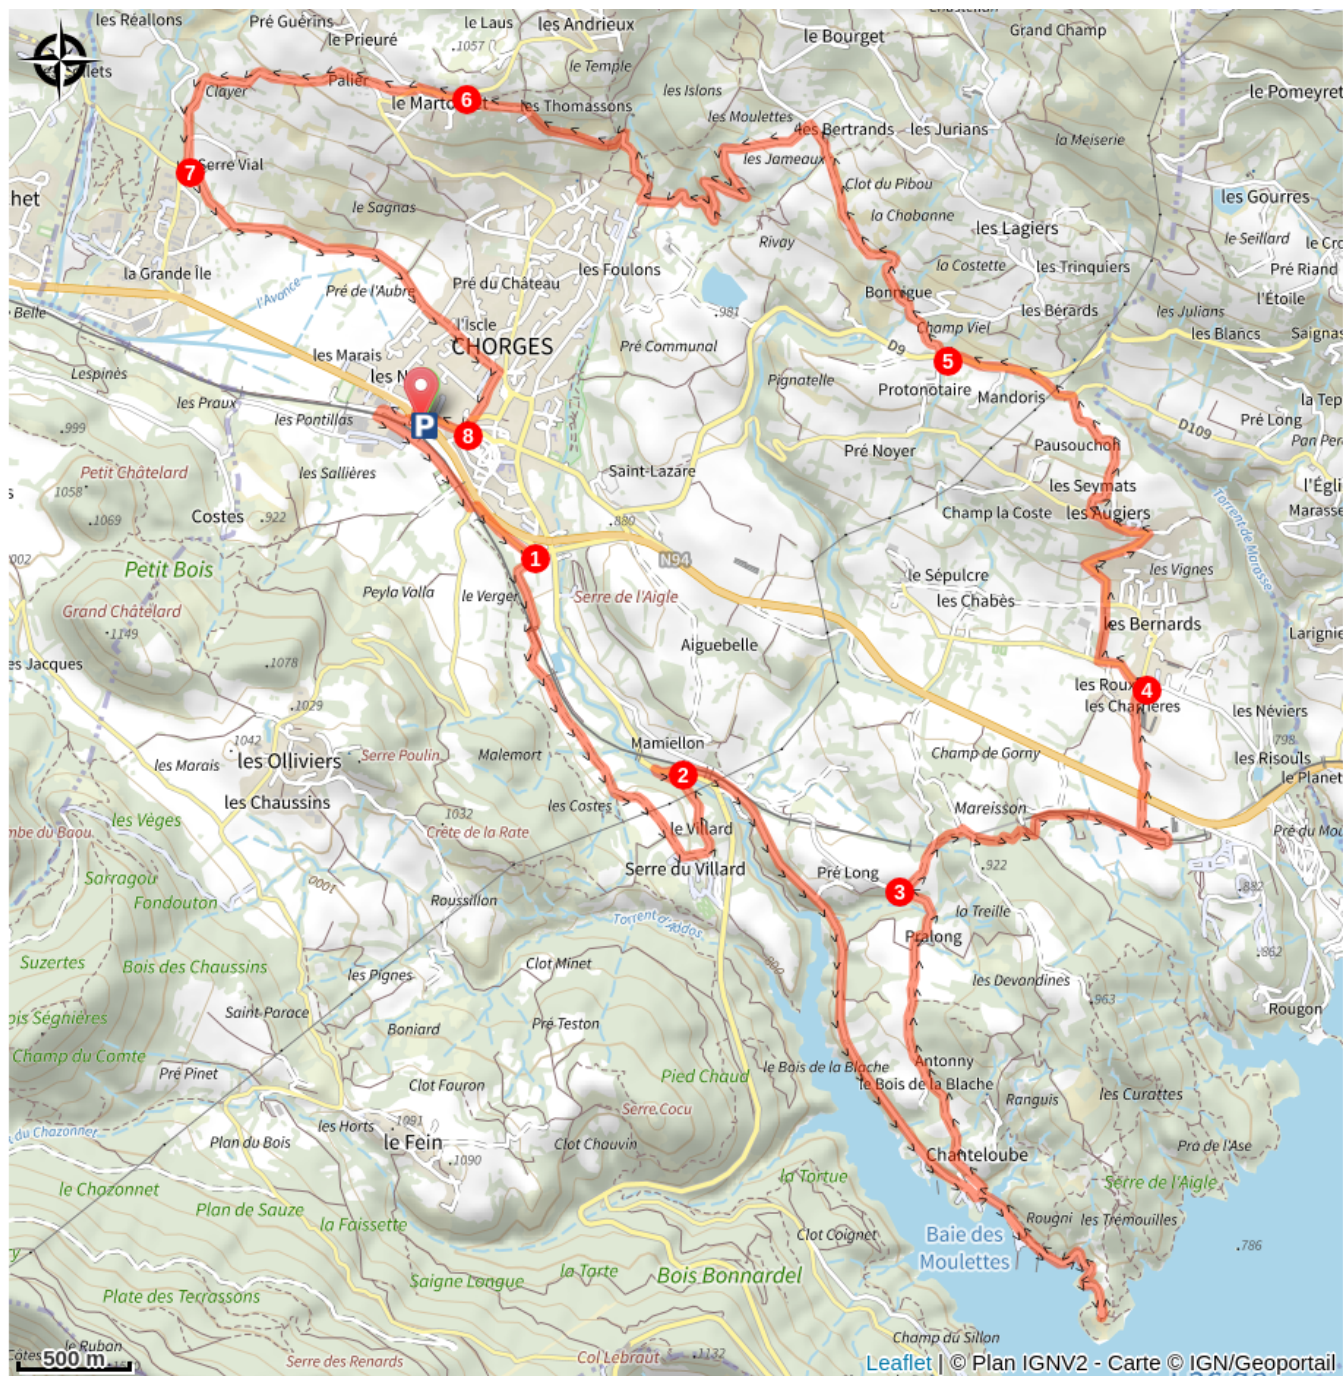 les Réallons
Pré Guérins
le Laus
les Andrieux
Grand Champ
le Prieuré
.1057
le Bourget
le Temple
les Islons
le Pomeyret
Clayer
Palier
6
les Thomassons
les Moulettes
les Bertrands
les Jurians
la Meiserie
les Jameaux
7
Serre Vial
Clot du Pibou
les Gourres
le Sagnas
la Chabanne
les Lagiers
le Seillard
Rivay
la Costette
les Trinquiers
Pré Riand
la Grande Île
les Foulons
Pré du Château
l'Avance
Pré de l'Aubre
Bonrègue
les Bérards
l'Étoile
981
les Julians
l'Iscle
Champ Viel
les Blancs
CHORGES
Pré Communal
D9
les Marais
5
Lespinès
Pignatelle
Protonotaire
Mandoris
les Praux
les Pontillas
P
8
D109
Pré Long
.999
Pausouchon
Petit Châtelard
les Sallières
Saint-Lazare
Pré Noyer
les Seymats
1058
Costes
.922
.880
Champ la Coste
les Augiers
.1069
1
N94
Torrent de Marasse
Petit Bois
le Sépulcre
les Vignes
Peyla Valla
le Verger
Serre de l'Aigle
les Chabès
Grand Châtelard
.1149
les Bernards
Aiguebelle
.1078
les Roux
4
.1029
les Néviers
Mamiellon
.1042
Serre Poulin
Malemort
Champ de Gorny
798
les Marais
les Olliviers
2
les Risouls
les Chaussins
les Costes
Mareisson
.1032
les Vèges
Crête de la Rate
le Villard
.922
Serre du Villard
Pré Long
Sarragou
1000
3
.882
Fondouton
Roussillon
la Treille
Torrent d'Ados
Pralong
.862
Suzertes
Bois des Chaussins
Clot Minet
les Pignes
les Devondines
.963
Saint-Parace
Pré Teston
Rougon
Boniard
le Bois de la Blache
Antonny
le Bois de la Blache
Champ du Comte
Pré Pinet
Clot Fauron
Pied Chaud
Ranguis
les Curattes
Serre Cocu
.1091
les Horts
Plan du Bois
le Fein
Clot Chauvin
Pra de l'Ase
.1090
Chanteloube
la Tortue
le Chazonnet
Serre de l'Aigle
Plan de Sauze
Rougni
les Trémouilles
la Faissette
Clot Coignet
Baie des
Moulettes
.786
la Tarte
Saigne Longue
Bois Bonnardel
Plate des Terrassons
Champ du Sillon
le Ruban
500 m
Serre des Renards
Col Lebraut
.1132
Leaflet | © Plan IGNV2 - Carte © IGN/Geoportail